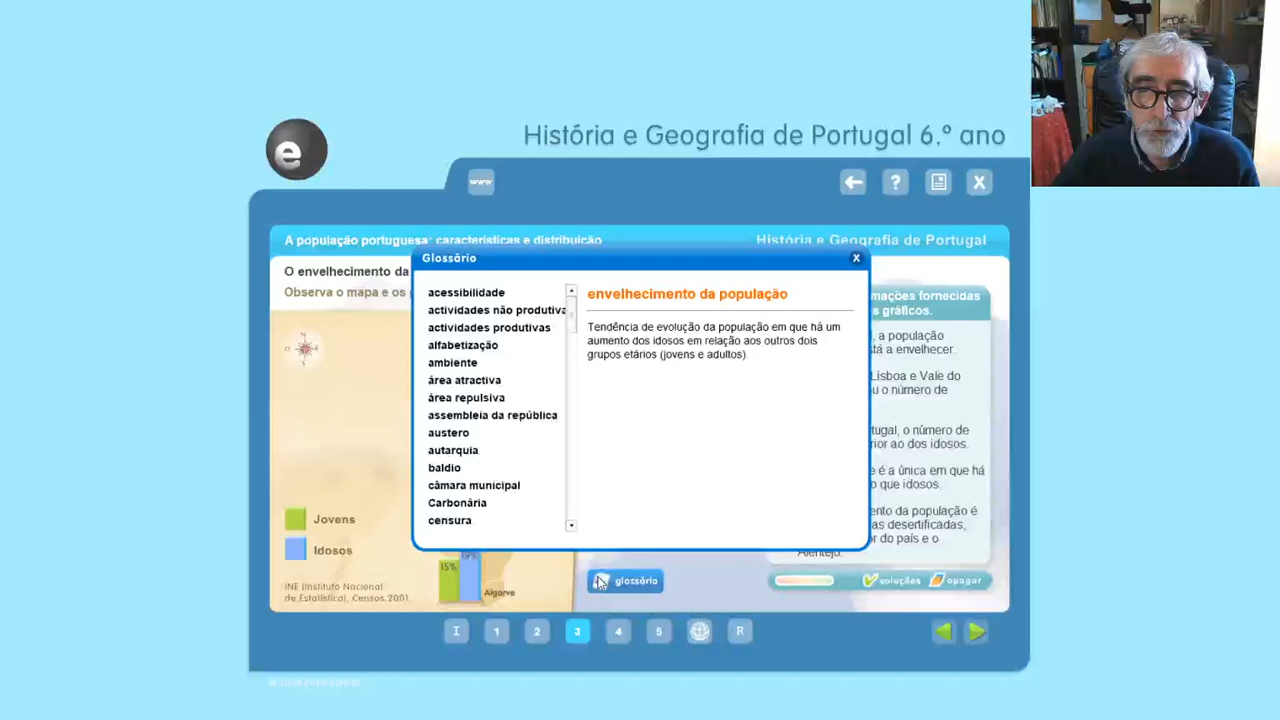 História e Geografia de Portugal 6.º ano
e
www
?
X
A população portuguesa: características e distribuição
História e Geografia de Portugal
O envelhecimento da
Observa o mapa e os
Glossário
X
acessibilidade
actividades não produtiva
actividades produtivas
alfabetização
ambiente
área atractiva
área repulsiva
assembleia da república
austero
autarquia
baldio
câmara municipal
Carbonária
censura
envelhecimento da população
Tendência de evolução da população em que há um
aumento dos idosos em relação aos outros dois
grupos etários (jovens e adultos).
mações fornecidas
s gráficos.
, a população
tá a envelhecer.
Lisboa e Vale do
u o número de
tugal, o número de
rior ao dos idosos.
e é a única em que há
o que idosos.
ento da população é
as desertificadas,
or do país e o
Alentejo.
N
Jovens
Idosos
INE (Instituto Nacional
de Estatística), Censos 2001.
15%
19%
Algarve
glossário
soluções
apagar
I
1
2
3
4
5
R